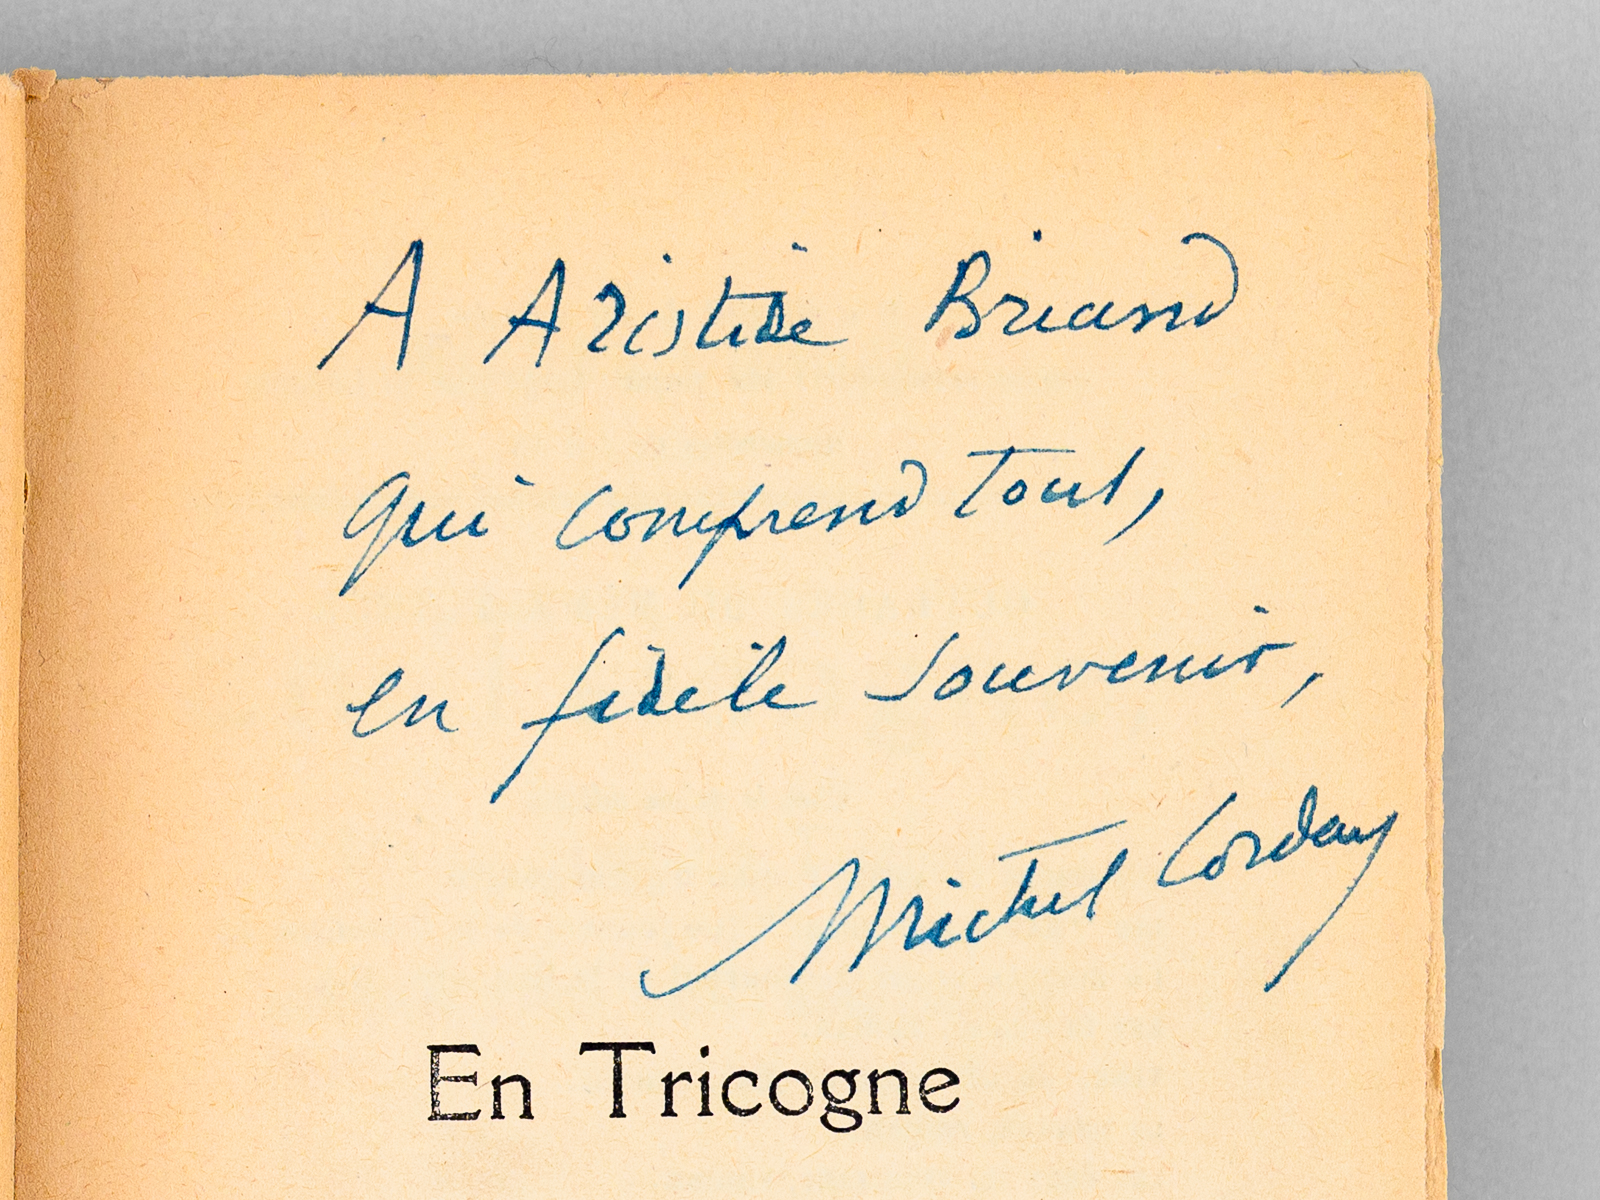 A Aristide Briand
qui comprend tout,
en fidèle souvenir,
Michel Corday
En Tricogne